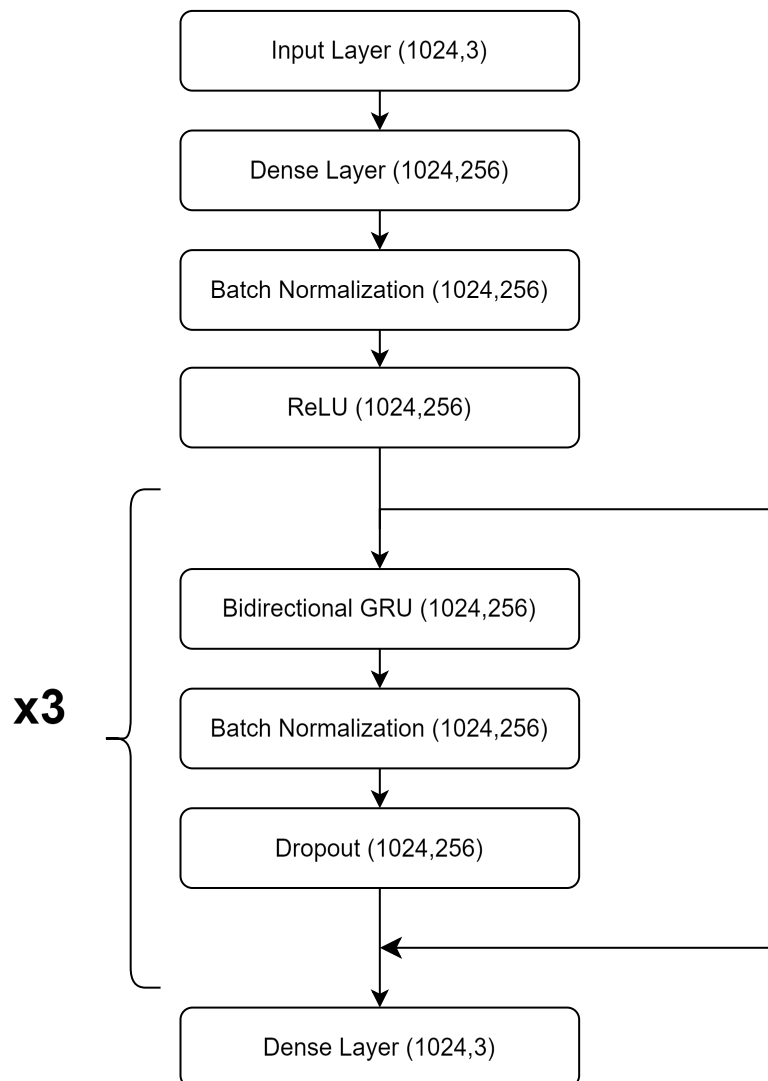 Input Layer (1024,3)
Dense Layer (1024,256)
Batch Normalization (1024,256)
ReLU (1024,256)
Bidirectional GRU (1024,256)
x3
Batch Normalization (1024,256)
Dropout (1024,256)
Dense Layer (1024,3)